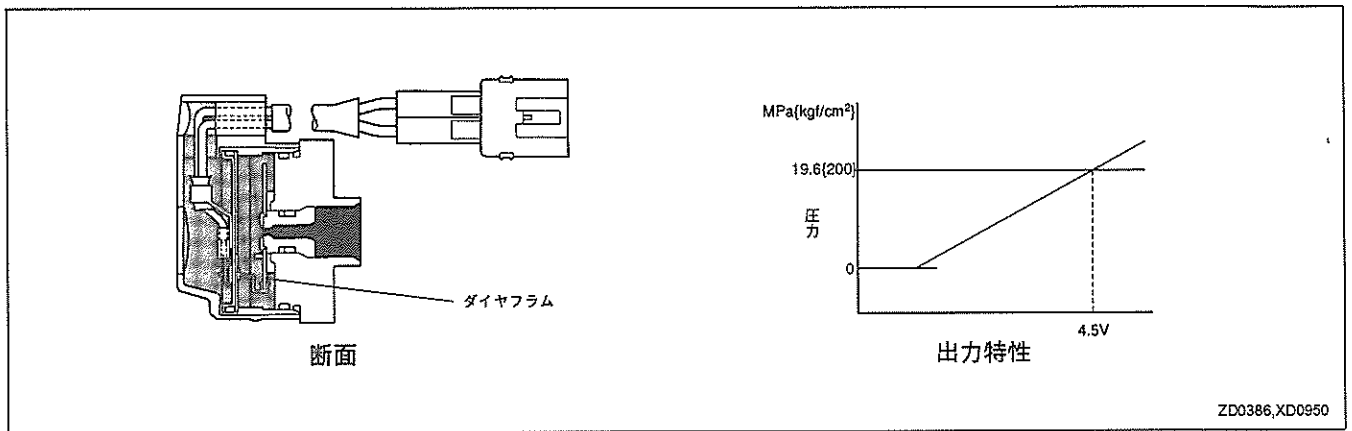 ダイヤフラム
断面
MPa{kgf/cm²}
19.6{200}
圧力
0
4.5V
出力特性
ZD0386,XD0950